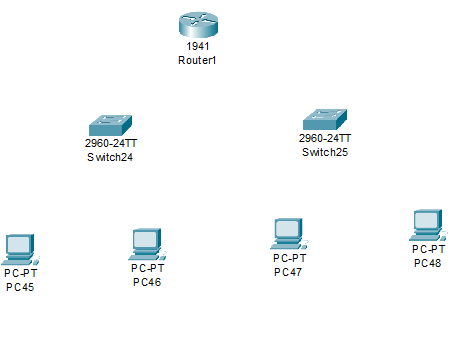 1941
Router1
2960-24TT
Switch24
2960-24TT
Switch25
PC-PT
PC45
PC-PT
PC46
PC-PT
PC47
PC-PT
PC48